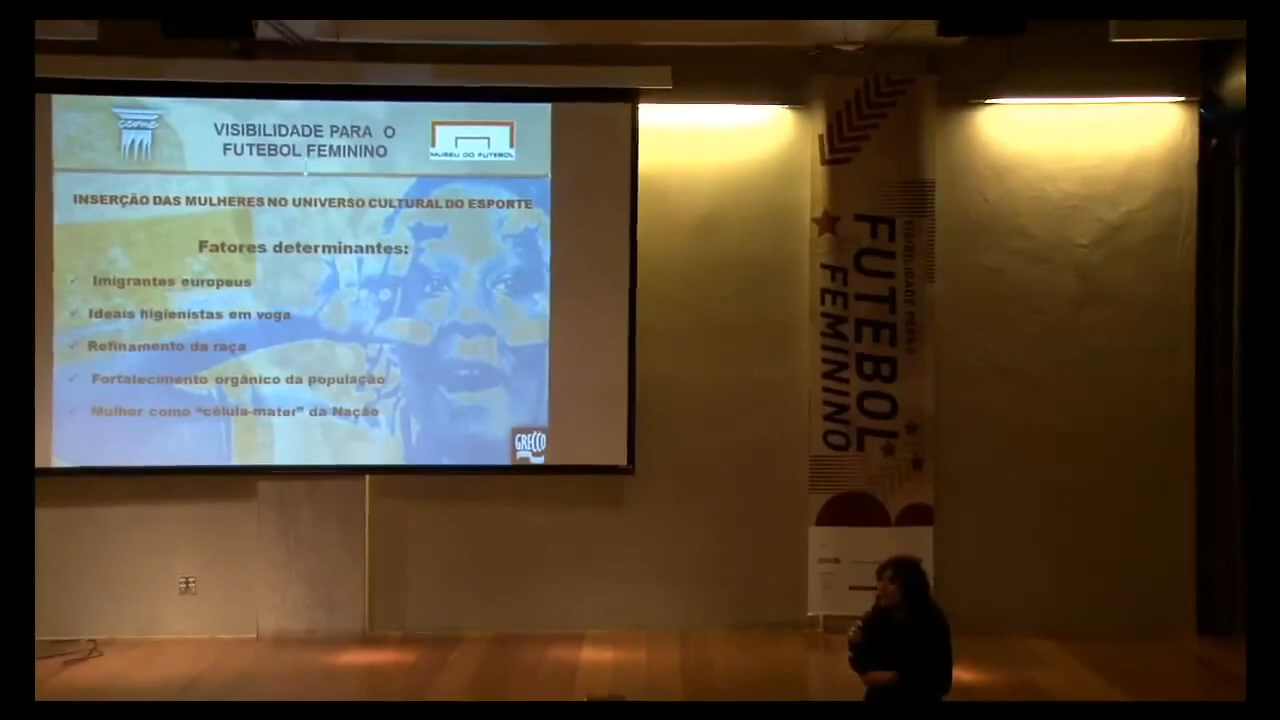 ceme
VISIBILIDADE PARA O
FUTEBOL FEMININO
MUSEU DO FUTEBOL
INSERÇÃO DAS MULHERES NO UNIVERSO CULTURAL DO ESPORTE
Fatores determinantes:
✓ Imigrantes europeus
✓ Ideais higienistas em voga
✓ Refinamento da raça
✓ Fortalecimento orgânico da população
✓ Mulher como “célula-mater” da Nação
GRECCO
VISIBILIDADE PARA O
FUTEBOL
FEMININO